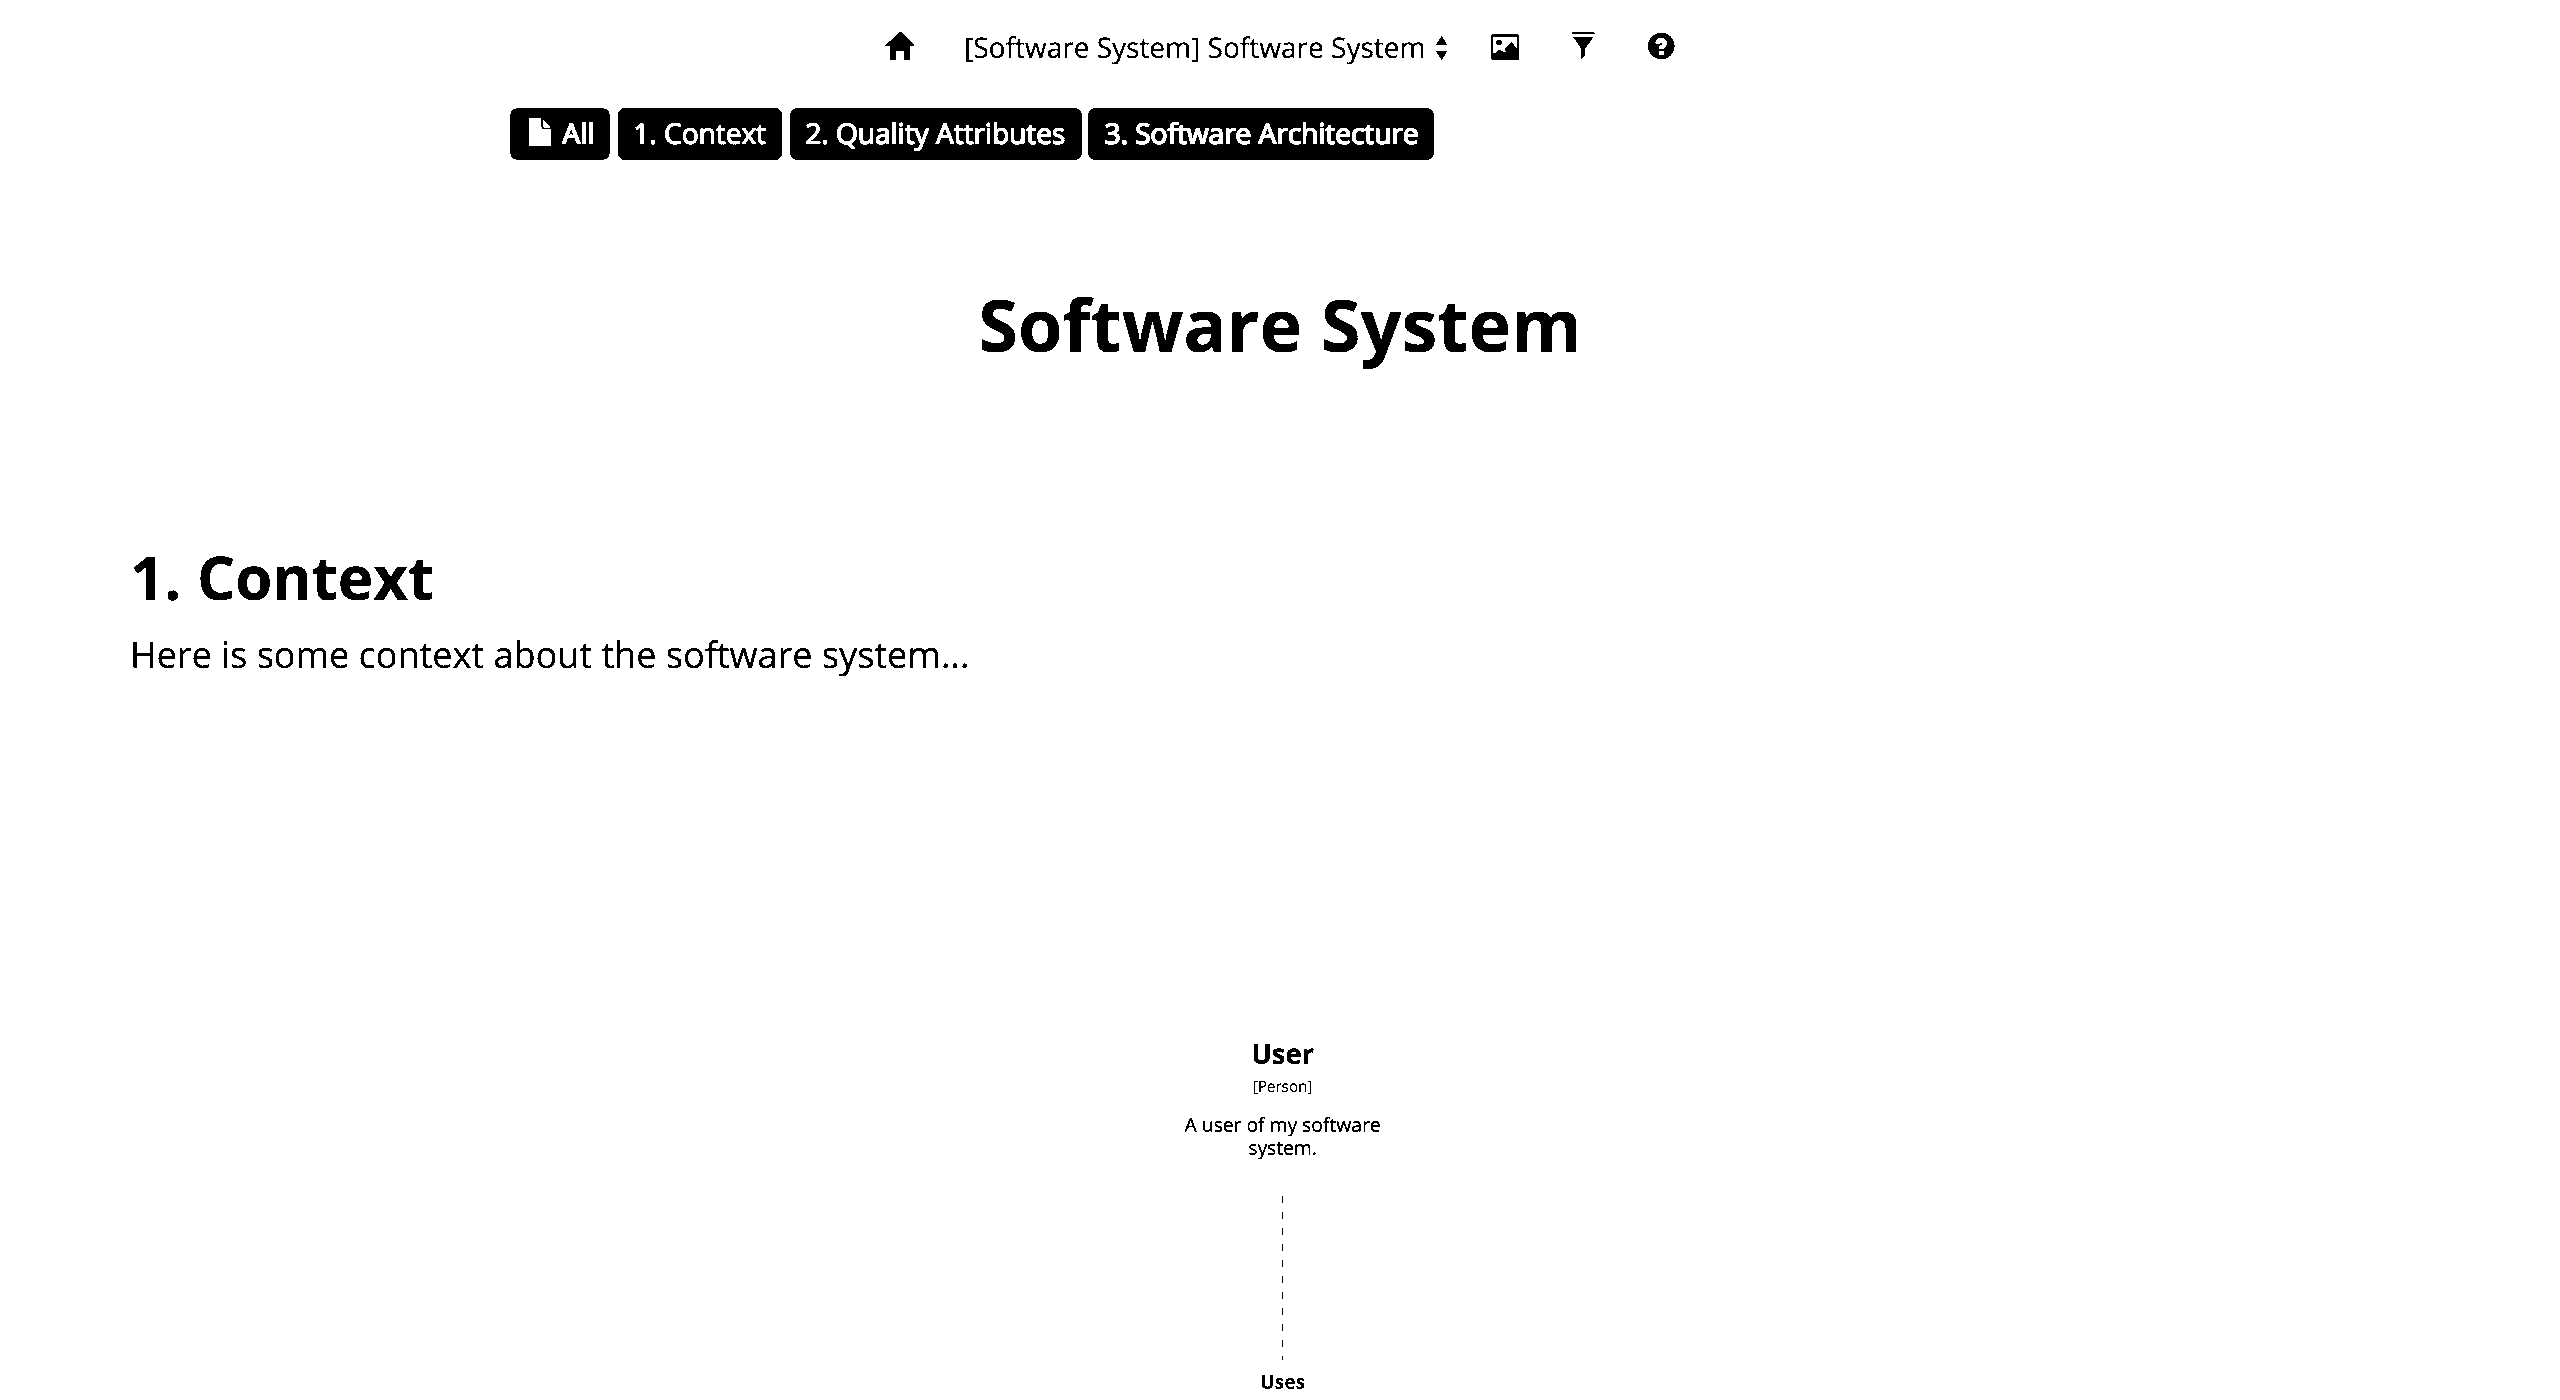 [Software System] Software System
All 1. Context 2. Quality Attributes 3. Software Architecture
Software System
1. Context
Here is some context about the software system...
User
[Person]
A user of my software
system.
Uses